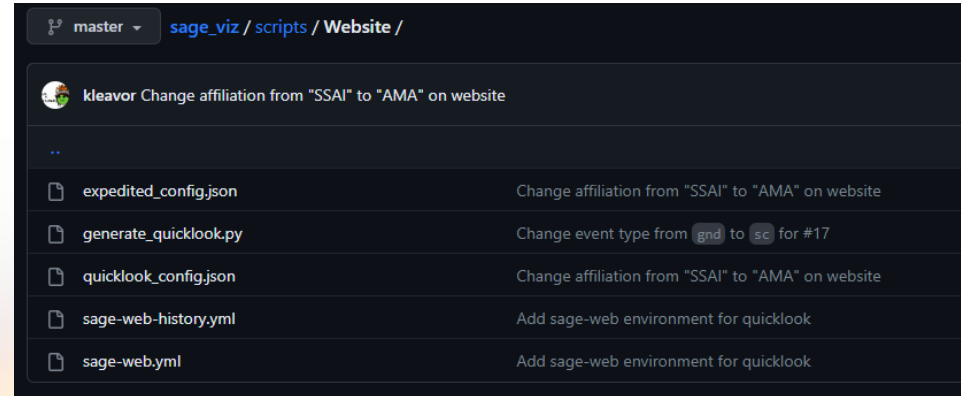 master sage_viz / scripts / Website /
kleavor Change affiliation from "SSAI" to "AMA" on website
..
expedited_config.json Change affiliation from "SSAI" to "AMA" on website
generate_quicklook.py Change event type from gnd to sc for #17
quicklook_config.json Change affiliation from "SSAI" to "AMA" on website
sage-web-history.yml Add sage-web environment for quicklook
sage-web.yml Add sage-web environment for quicklook